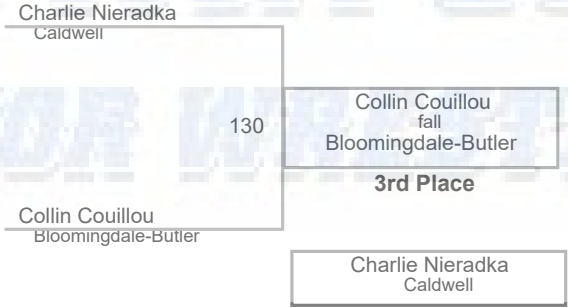 Charlie Nieradka
Caldwell
130
Collin Couillou
fall
Bloomingdale-Butler
3rd Place
Collin Couillou
Bloomingdale-Butler
Charlie Nieradka
Caldwell